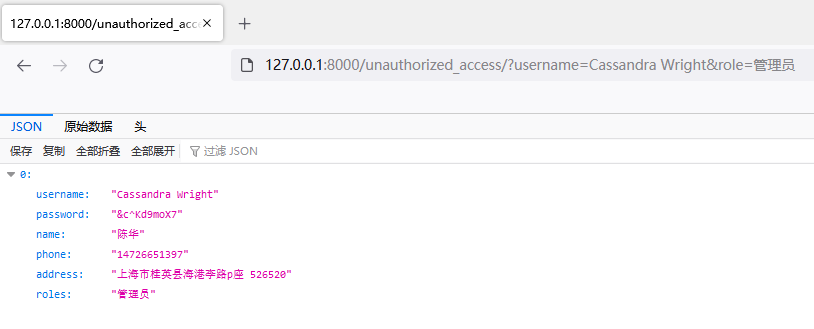 127.0.0.1:8000/unauthorized_acce
127.0.0.1:8000/unauthorized_access/?username=Cassandra Wright&role=管理员
JSON 原始数据 头
保存 复制 全部折叠 全部展开 过滤 JSON
0:
username: "Cassandra Wright"
password: "&c^Kd9moX7"
name: "陈华"
phone: "14726651397"
address: "上海市桂英县海港李路p座 526520"
roles: "管理员"